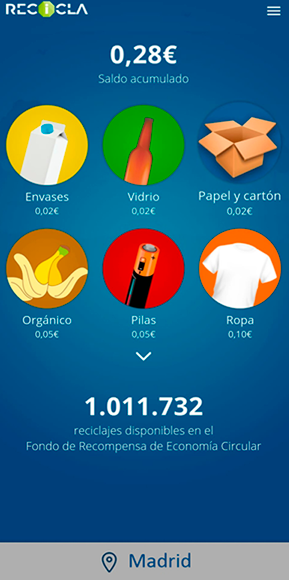 RECiCLA
0,28€
Saldo acumulado
Envases
Vidrio
Papel y cartón
0,02€
0,02€
0,02€
Orgánico
Pilas
Ropa
0,05€
0,05€
0,10€
1.011.732
reciclajes disponibles en el
Fondo de Recompensa de Economía Circular
Madrid